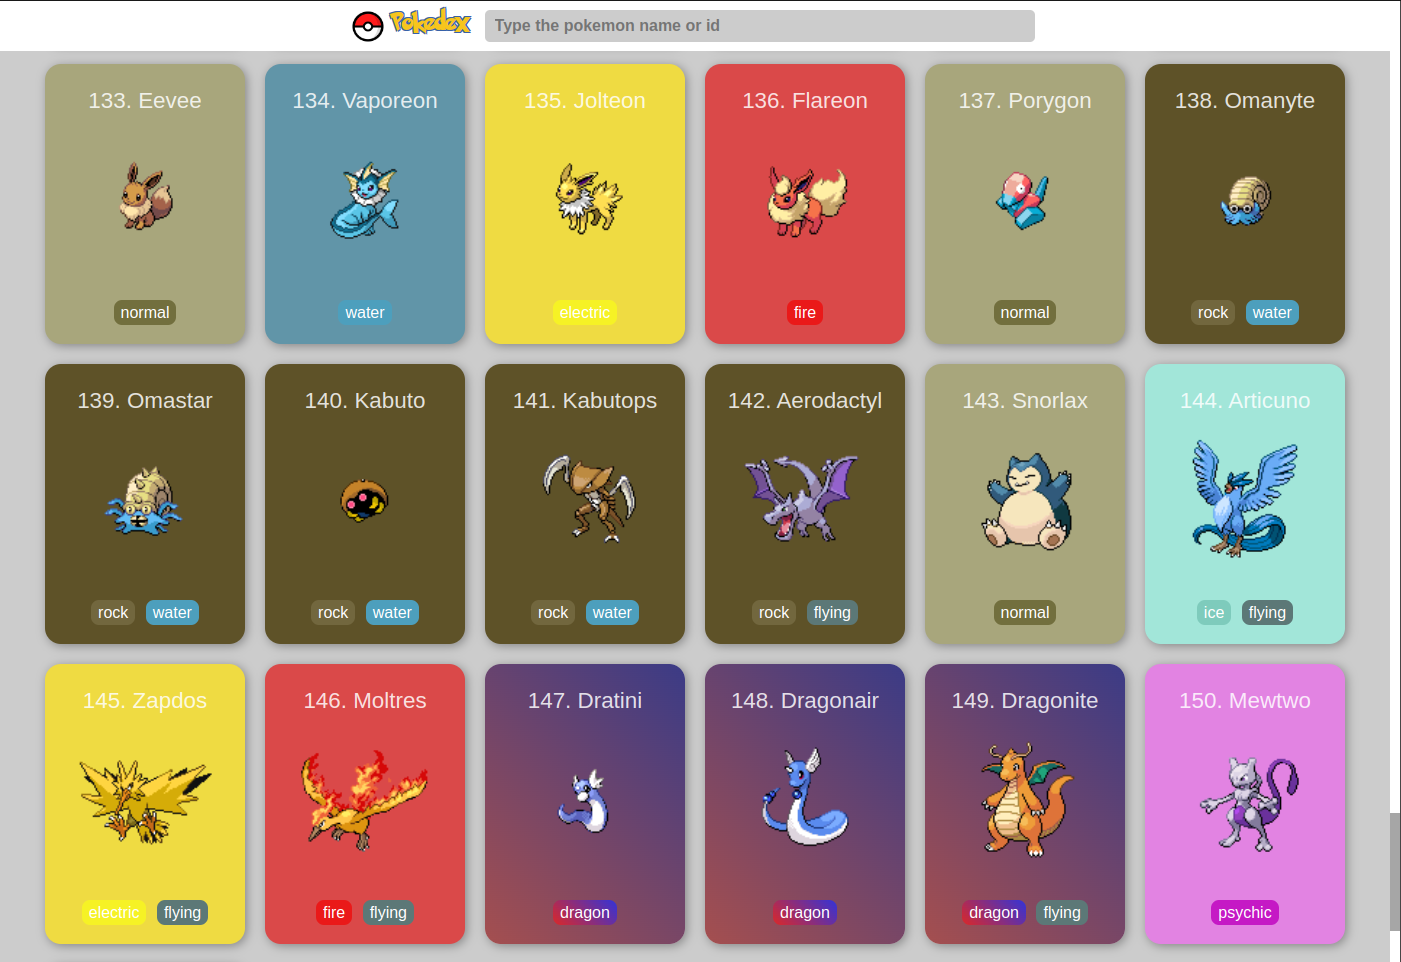 Pokedex Type the pokemon name or id
133. Eevee 134. Vaporeon 135. Jolteon 136. Flareon 137. Porygon 138. Omanyte
normal water electric fire normal rock water
139. Omastar 140. Kabuto 141. Kabutops 142. Aerodactyl 143. Snorlax 144. Articuno
rock water rock water rock water rock flying normal ice flying
145. Zapdos 146. Moltres 147. Dratini 148. Dragonair 149. Dragonite 150. Mewtwo
electric flying fire flying dragon dragon dragon flying psychic